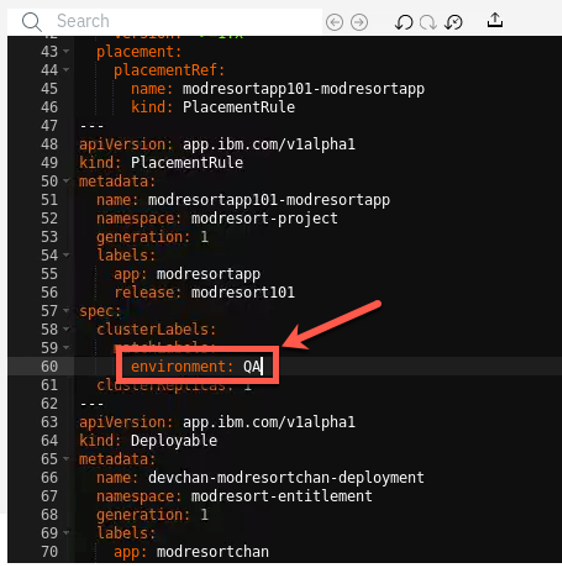 Search
43 placement:
44 placementRef:
45 name: modresortapp101-modresortapp
46 kind: PlacementRule
47 ---
48 apiVersion: app.ibm.com/v1alpha1
49 kind: PlacementRule
50 metadata:
51 name: modresortapp101-modresortapp
52 namespace: modresort-project
53 generation: 1
54 labels:
55 app: modresortapp
56 release: modresort101
57 spec:
58 clusterLabels:
59 matchLabels:
60 environment: QA
61 clusterReplicas: 1
62 ---
63 apiVersion: app.ibm.com/v1alpha1
64 kind: Deployable
65 metadata:
66 name: devchan-modresortchan-deployment
67 namespace: modresort-entitlement
68 generation: 1
69 labels:
70 app: modresortchan